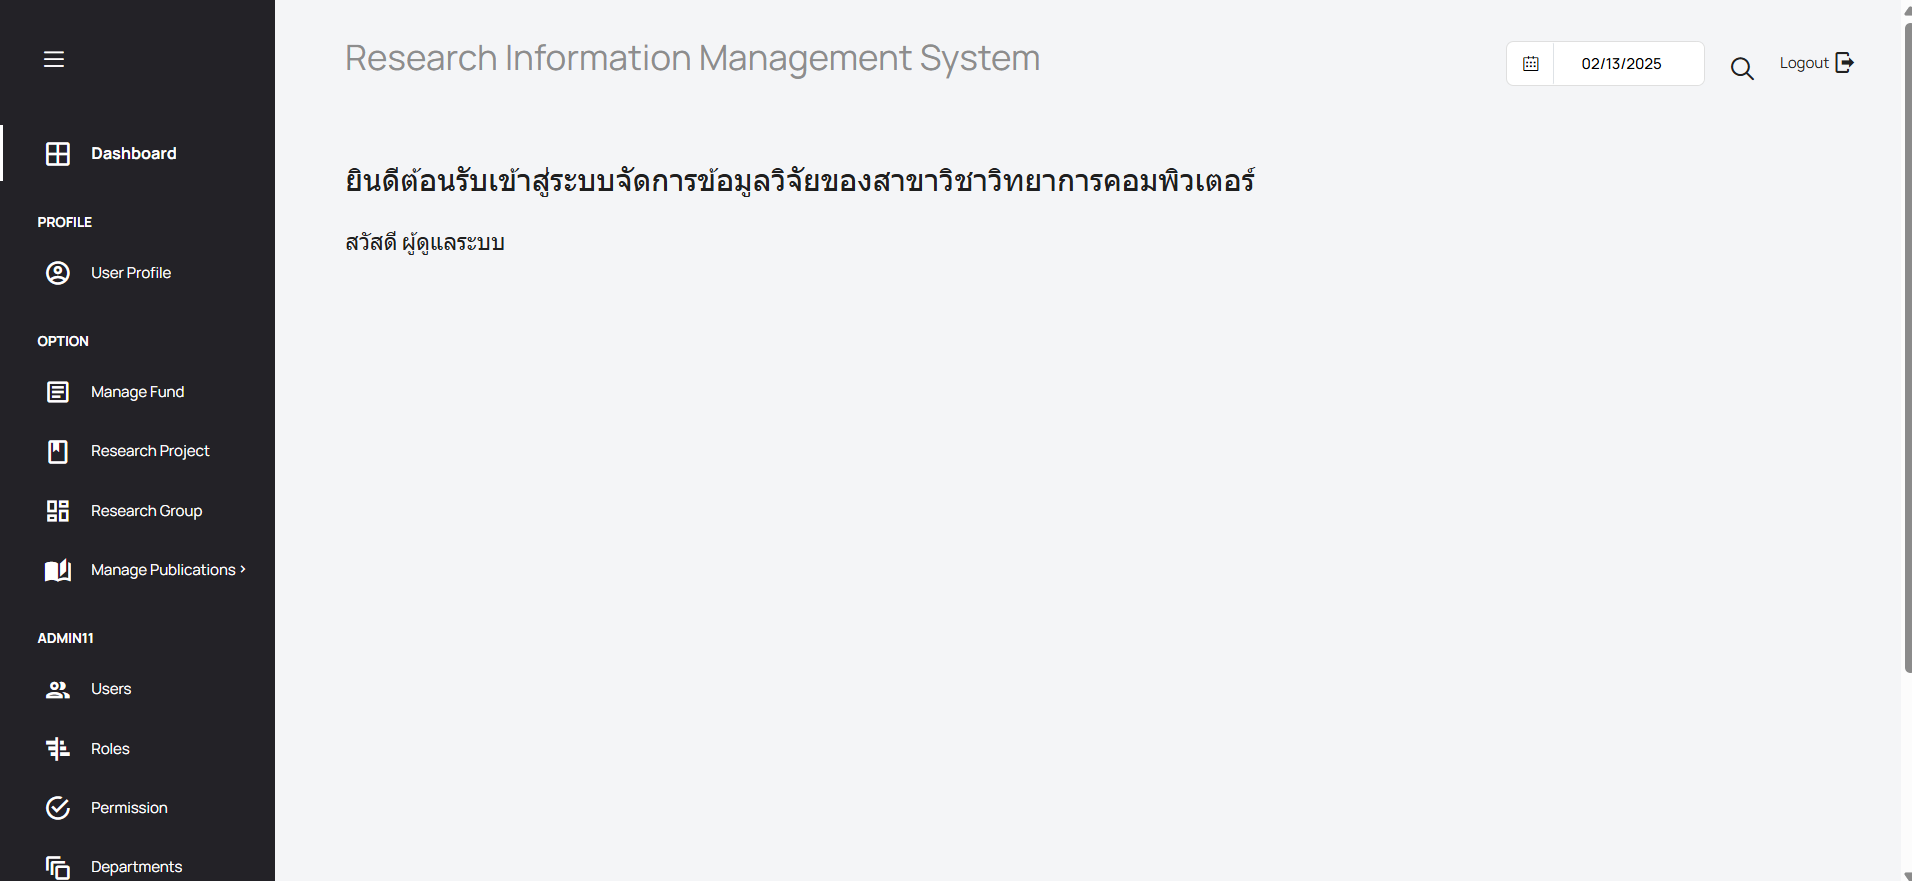 Research Information Management System
02/13/2025
Logout
Dashboard
PROFILE
User Profile
OPTION
Manage Fund
Research Project
Research Group
Manage Publications >
ADMIN11
Users
Roles
Permission
Departments
ยินดีต้อนรับเข้าสู่ระบบจัดการข้อมูลวิจัยของสาขาวิชาวิทยาการคอมพิวเตอร์
สวัสดี ผู้ดูแลระบบ